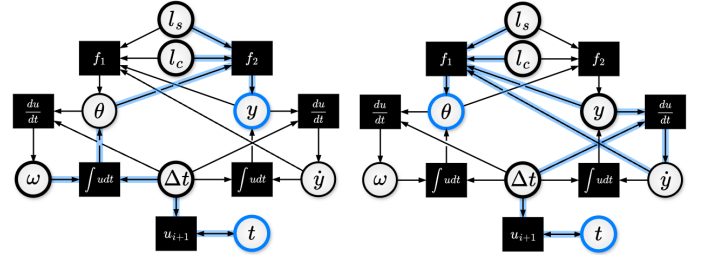 l_s l_s
f_1 l_c f_2 f_1 l_c f_2
du/dt θ y du/dt du/dt θ y du/dt
ω ∫udt Δt ∫udt ẏ ω ∫udt Δt ∫udt ẏ
u_{i+1} t u_{i+1} t